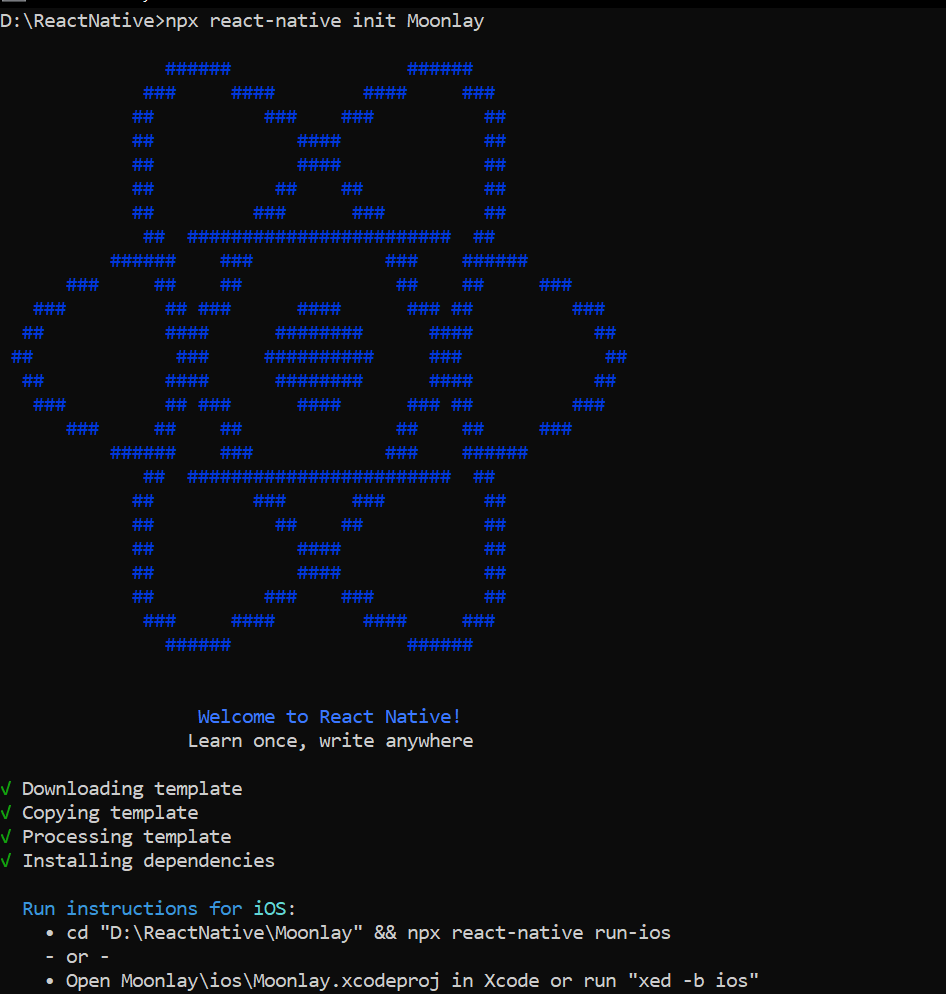 D:\ReactNative>npx react-native init Moonlay
###### ######
### #### #### ###
## ### ### ##
## #### ##
## #### ##
## ## ## ##
## ### ### ##
## ######################## ##
###### ### ### ######
### ## ## ## ## ###
### ## ### #### ### ## ###
## #### ######## #### ##
## ### ########## ### ##
## #### ######## #### ##
### ## ### #### ### ## ###
### ## ## ## ## ###
###### ### ### ######
## ######################## ##
## ### ### ##
## ## ## ##
## #### ##
## #### ##
## ### ### ##
### #### #### ###
###### ######
Welcome to React Native!
Learn once, write anywhere
√ Downloading template
√ Copying template
√ Processing template
√ Installing dependencies
Run instructions for iOS:
• cd "D:\ReactNative\Moonlay" && npx react-native run-ios
- or -
• Open Moonlay\ios\Moonlay.xcodeproj in Xcode or run "xed -b ios"